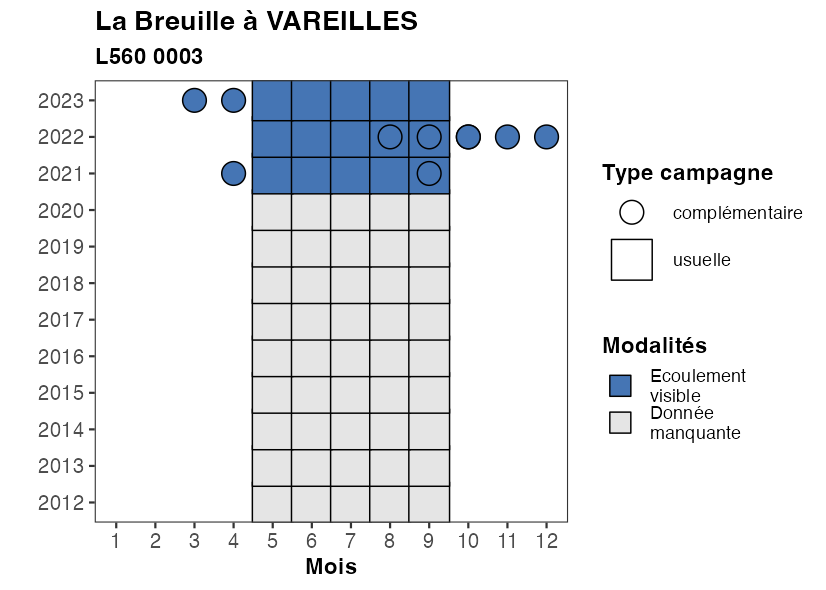 La Breuille à VAREILLES
L560 0003
2023
2022
2021
2020
2019
2018
2017
2016
2015
2014
2013
2012
1 2 3 4 5 6 7 8 9 10 11 12
Mois
Type campagne
complémentaire
usuelle
Modalités
Ecoulement
visible
Donnée
manquante